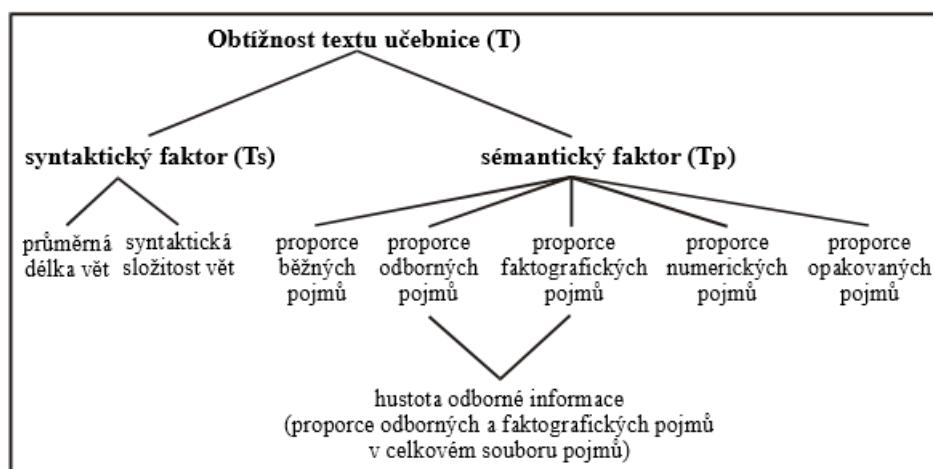 Obtížnost textu učebnice (T)
syntaktický faktor (Ts)
sémantický faktor (Tp)
průměrná
délka vět
syntaktická
složitost vět
proporce
běžných
pojmů
proporce
odborných
pojmů
proporce
faktografických
pojmů
proporce
numerických
pojmů
proporce
opakovaných
pojmů
hustota odborné informace
(proporce odborných a faktografických pojmů
v celkovém souboru pojmů)